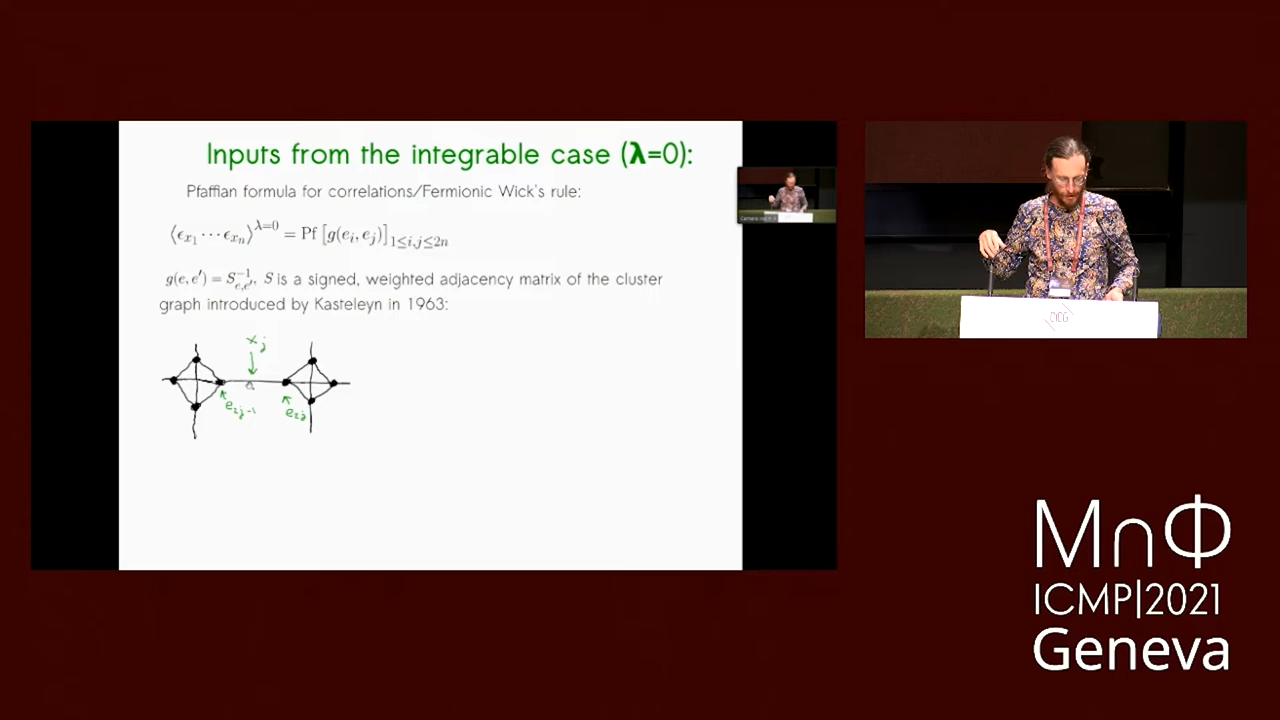 Inputs from the integrable case (λ=0):
Pfaffian formula for correlations/Fermionic Wick's rule:
⟨ϵ_{x_1} ⋯ ϵ_{x_n}⟩^{λ=0} = Pf [g(e_i, e_j)]_{1≤i,j≤2n}
g(e, e′) = S^{-1}_{e,e′}, S is a signed, weighted adjacency matrix of the cluster
graph introduced by Kasteleyn in 1963:
x_j
e_{2j-1} e_{2j}
CICG
M∩Φ
ICMP|2021
Geneva